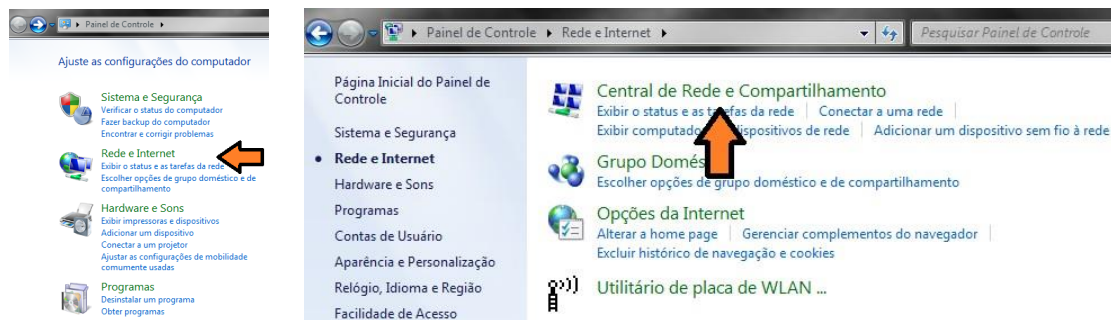 Painel de Controle
Ajuste as configurações do computador
Sistema e Segurança
Verificar o status do computador
Fazer backup do computador
Encontrar e corrigir problemas
Rede e Internet
Exibir o status e as tarefas da rede
Escolher opções de grupo doméstico e de
compartilhamento
Hardware e Sons
Exibir impressoras e dispositivos
Adicionar um dispositivo
Conectar a um projetor
Ajustar as configurações de mobilidade
comumente usadas
Programas
Desinstalar um programa
Obter programas
Painel de Controle Rede e Internet Pesquisar Painel de Controle
Página Inicial do Painel de
Controle
Sistema e Segurança
Rede e Internet
Hardware e Sons
Programas
Contas de Usuário
Aparência e Personalização
Relógio, Idioma e Região
Facilidade de Acesso
Central de Rede e Compartilhamento
Exibir o status e as tarefas da rede Conectar a uma rede
Exibir dispositivos de rede Adicionar um dispositivo sem fio à rede
Grupo
Escolher opções de grupo doméstico e de compartilhamento
Opções da Internet
Alterar a home page Gerenciar complementos do navegador
Excluir histórico de navegação e cookies
Utilitário de placa de WLAN ...